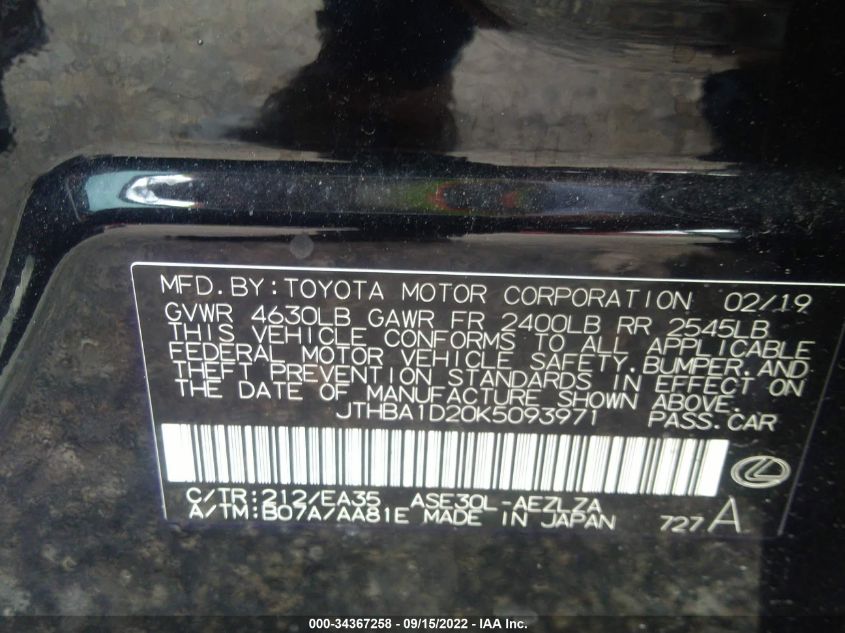 MFD. BY: TOYOTA MOTOR CORPORATION 02/19
GVWR 4630LB GAWR FR 2400LB RR 2545LB
THIS VEHICLE CONFORMS TO ALL APPLICABLE
FEDERAL MOTOR VEHICLE SAFETY, BUMPER, AND
THEFT PREVENTION STANDARDS IN EFFECT ON
THE DATE OF MANUFACTURE SHOWN ABOVE.
JTHBA1D20K5093971 PASS. CAR
C/TR: 212/EA35 ASE30L-AEZLZA
A/TM: B07A/AA81E MADE IN JAPAN 727 A
000-34367258 - 09/15/2022 - IAA Inc.